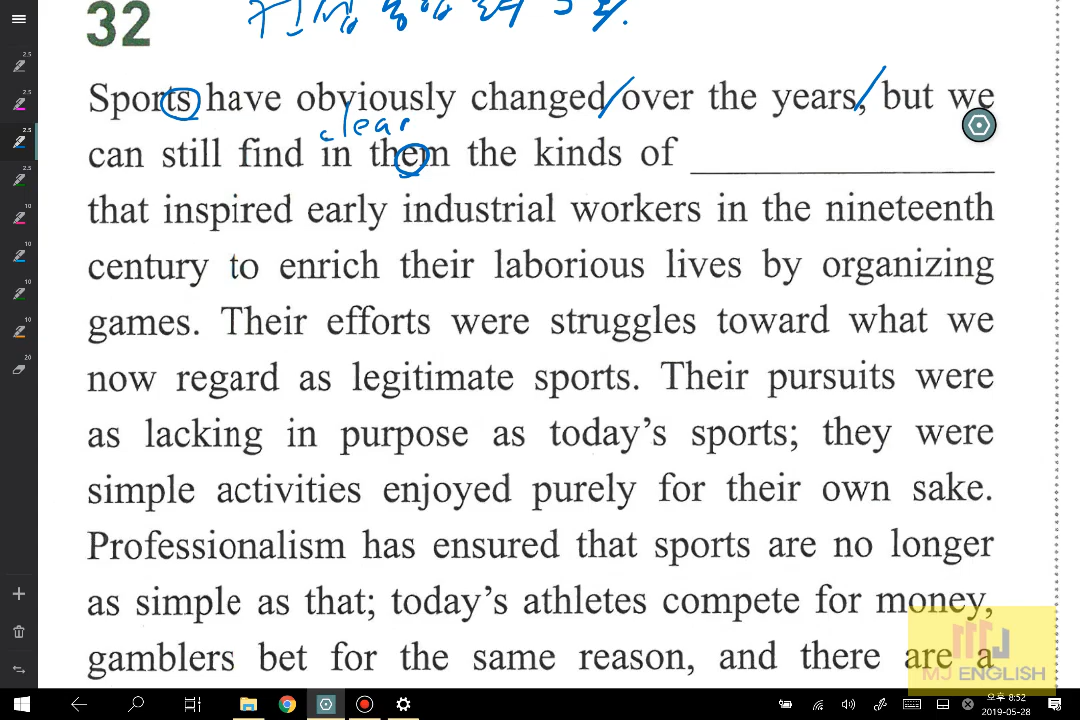 32
Sports have obviously changed over the years, but we
clear
can still find in them the kinds of
that inspired early industrial workers in the nineteenth
century to enrich their laborious lives by organizing
games. Their efforts were struggles toward what we
now regard as legitimate sports. Their pursuits were
as lacking in purpose as today's sports; they were
simple activities enjoyed purely for their own sake.
Professionalism has ensured that sports are no longer
as simple as that; today's athletes compete for money,
gamblers bet for the same reason, and there are a
MJ ENGLISH
오후 8:52
2019-05-28